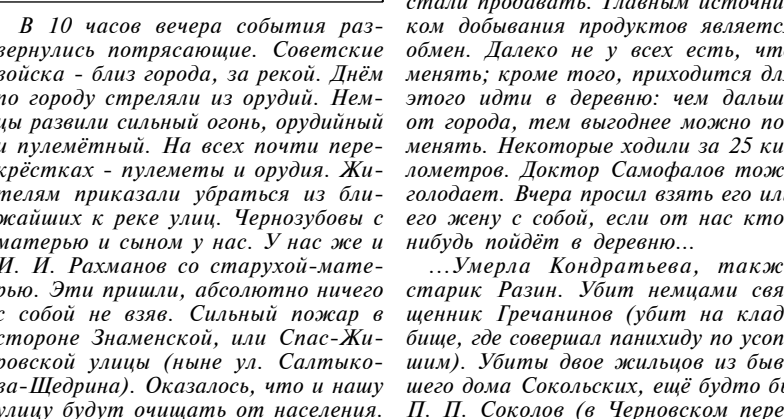 В 10 часов вечера события раз-
вернулись потрясающие. Советские
войска - близ города, за рекой. Днём
по городу стреляли из орудий. Нем-
цы развили сильный огонь, орудийный
и пулемётный. На всех почти пере-
крёстках - пулеметы и орудия. Жи-
телям приказали убраться из бли-
жайших к реке улиц. Чернозубовы с
матерью и сыном у нас. У нас же и
И. И. Рахманов со старухой-мате-
рью. Эти пришли, абсолютно ничего
с собой не взяв. Сильный пожар в
стороне Знаменской, или Спас-Жи-
ровской улицы (ныне ул. Салтыко-
ва-Щедрина). Оказалось, что и нашу
улицу будут очищать от населения.
стали продавать. Главным источни
ком добывания продуктов являетс
обмен. Далеко не у всех есть, чт
менять; кроме того, приходится дл
этого идти в деревню: чем дальш
от города, тем выгоднее можно по
менять. Некоторые ходили за 25 ки
лометров. Доктор Самофалов тож
голодает. Вчера просил взять его ил
его жену с собой, если от нас кто
нибудь пойдёт в деревню...
...Умерла Кондратьева, такж
старик Разин. Убит немцами свя
щенник Гречанинов (убит на клад
бище, где совершал панихиду по усоп
шим). Убиты двое жильцов из быв
шего дома Сокольских, ещё будто б
П. П. Соколов (в Черновском пере